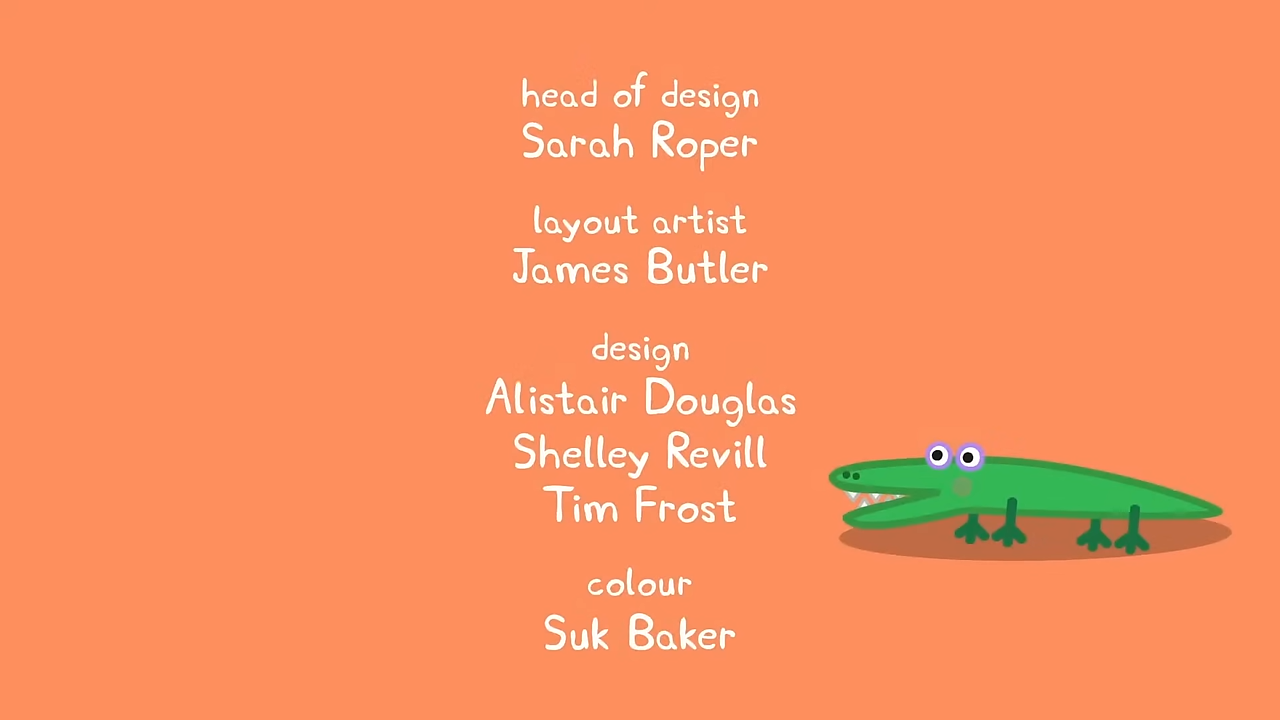 head of design
Sarah Roper
layout artist
James Butler
design
Alistair Douglas
Shelley Revill
Tim Frost
colour
Suk Baker